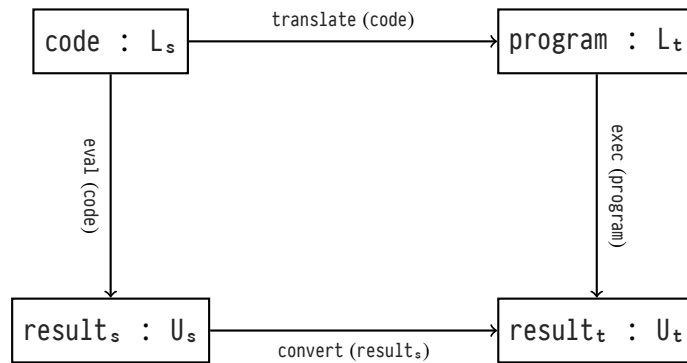 translate (code)
code : Lₛ
program : Lₜ
eval (code)
exec (program)
resultₛ : Uₛ
convert (resultₛ)
resultₜ : Uₜ